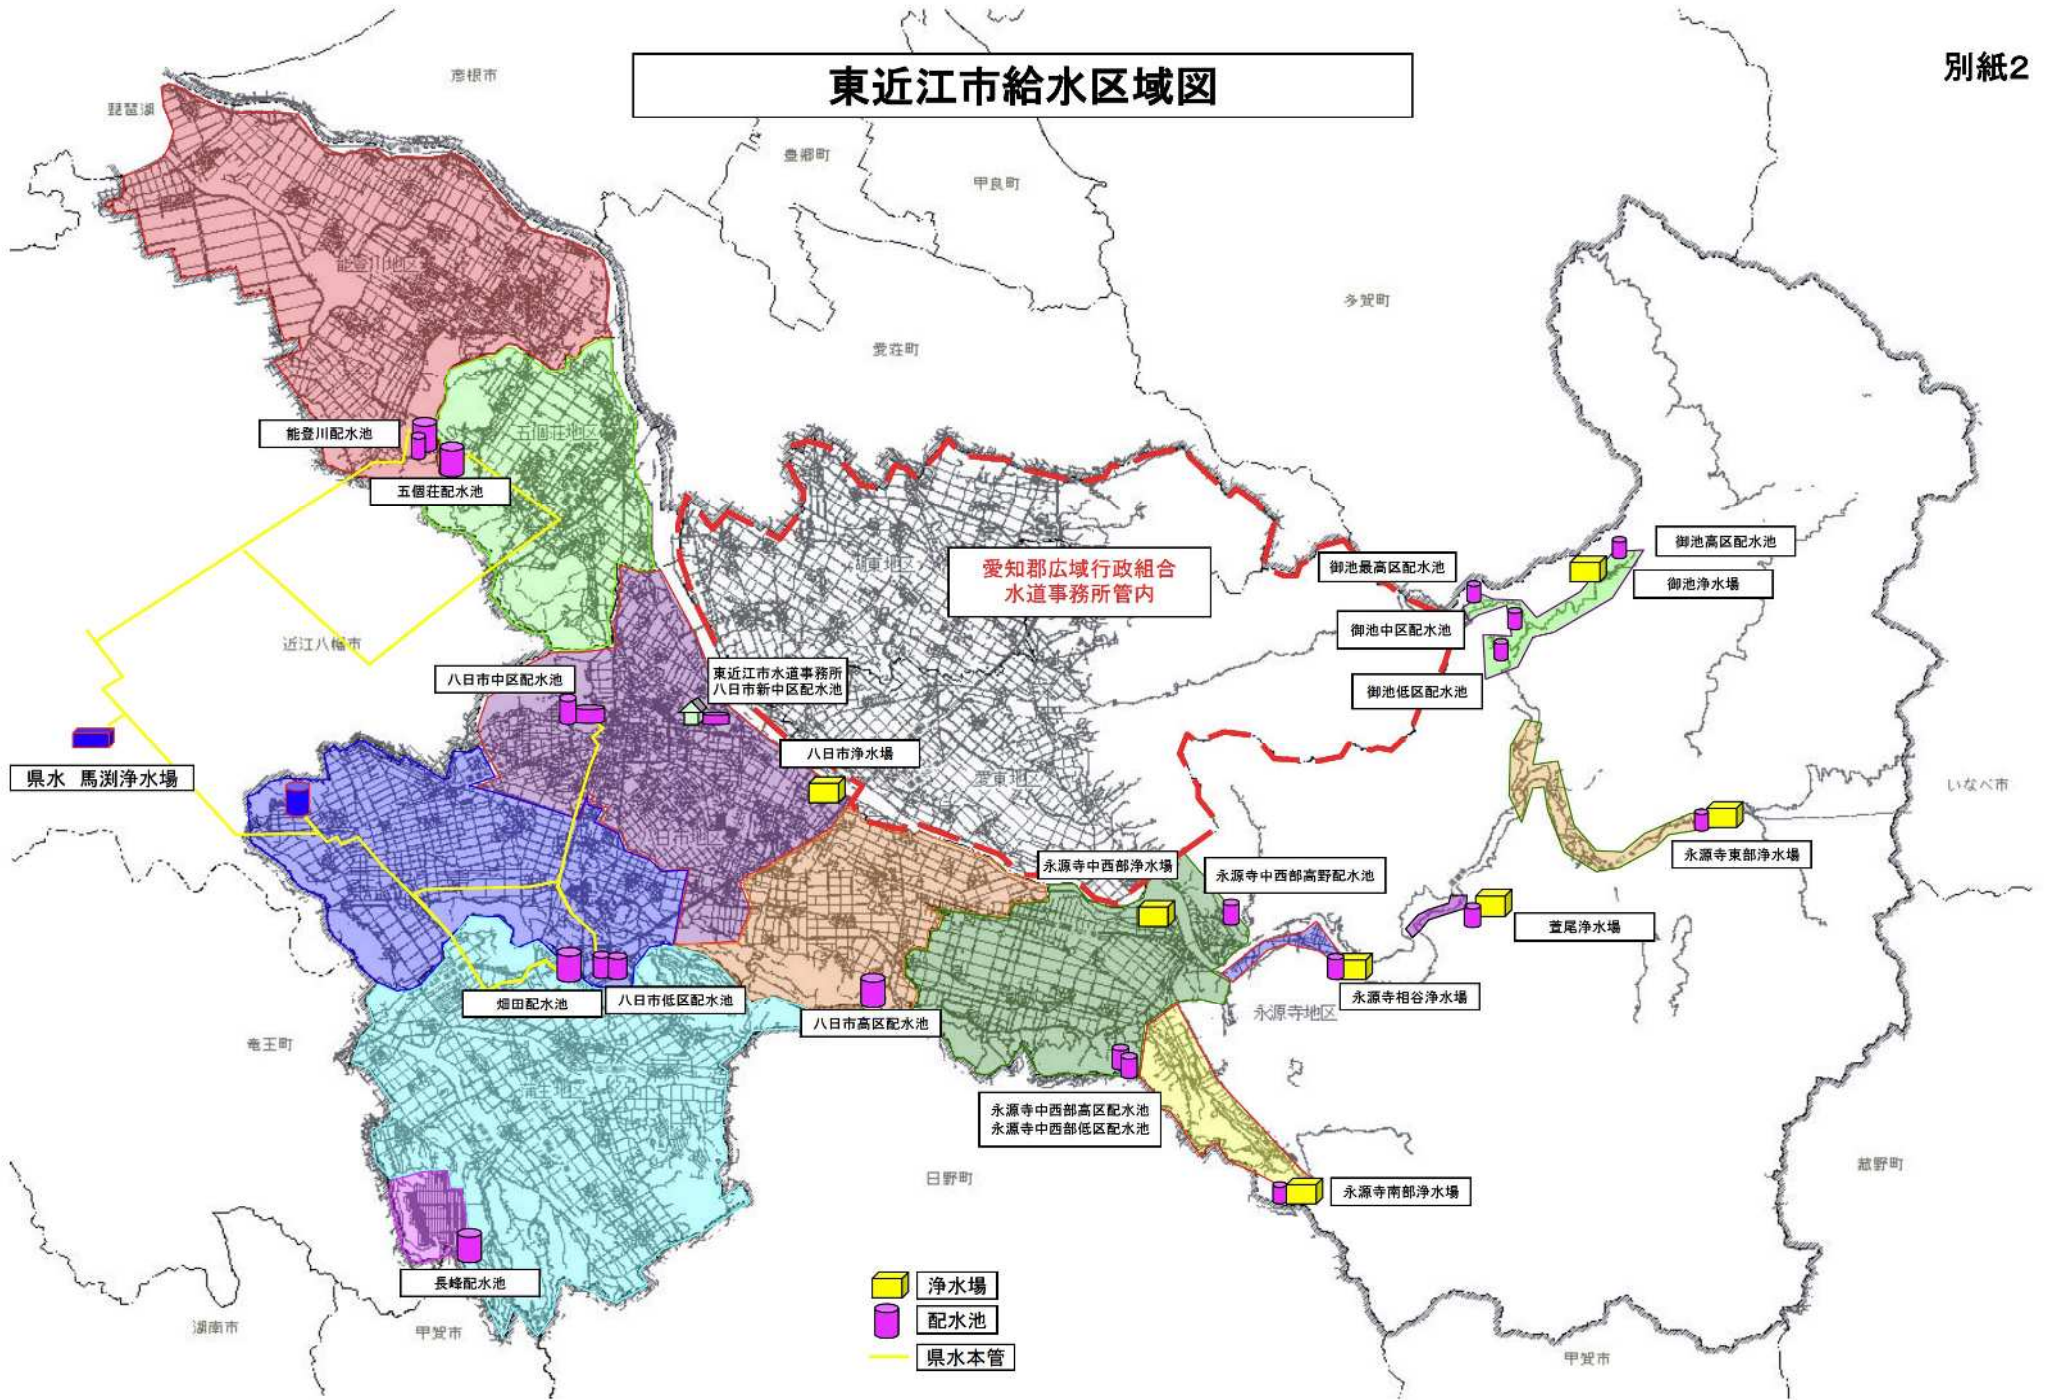 別紙2
東近江市給水区域図
彦根市
琵琶湖
豊郷町
甲良町
多賀町
愛荘町
能登川地区
能登川配水池
五個荘地区
五個荘配水池
愛知郡広域行政組合
水道事務所管内
湖東地区
御池最高区配水池
御池高区配水池
御池浄水場
御池中区配水池
御池低区配水池
近江八幡市
八日市中区配水池
東近江市水道事務所
八日市新中区配水池
八日市浄水場
愛東地区
県水 馬渕浄水場
いなべ市
永源寺中西部浄水場
永源寺中西部高野配水池
永源寺東部浄水場
萱尾浄水場
永源寺相谷浄水場
永源寺地区
畑田配水池
八日市低区配水池
八日市高区配水池
竜王町
蒲生地区
永源寺中西部高区配水池
永源寺中西部低区配水池
日野町
菰野町
永源寺南部浄水場
長峰配水池
湖南市
甲賀市
甲賀市
浄水場
配水池
県水本管